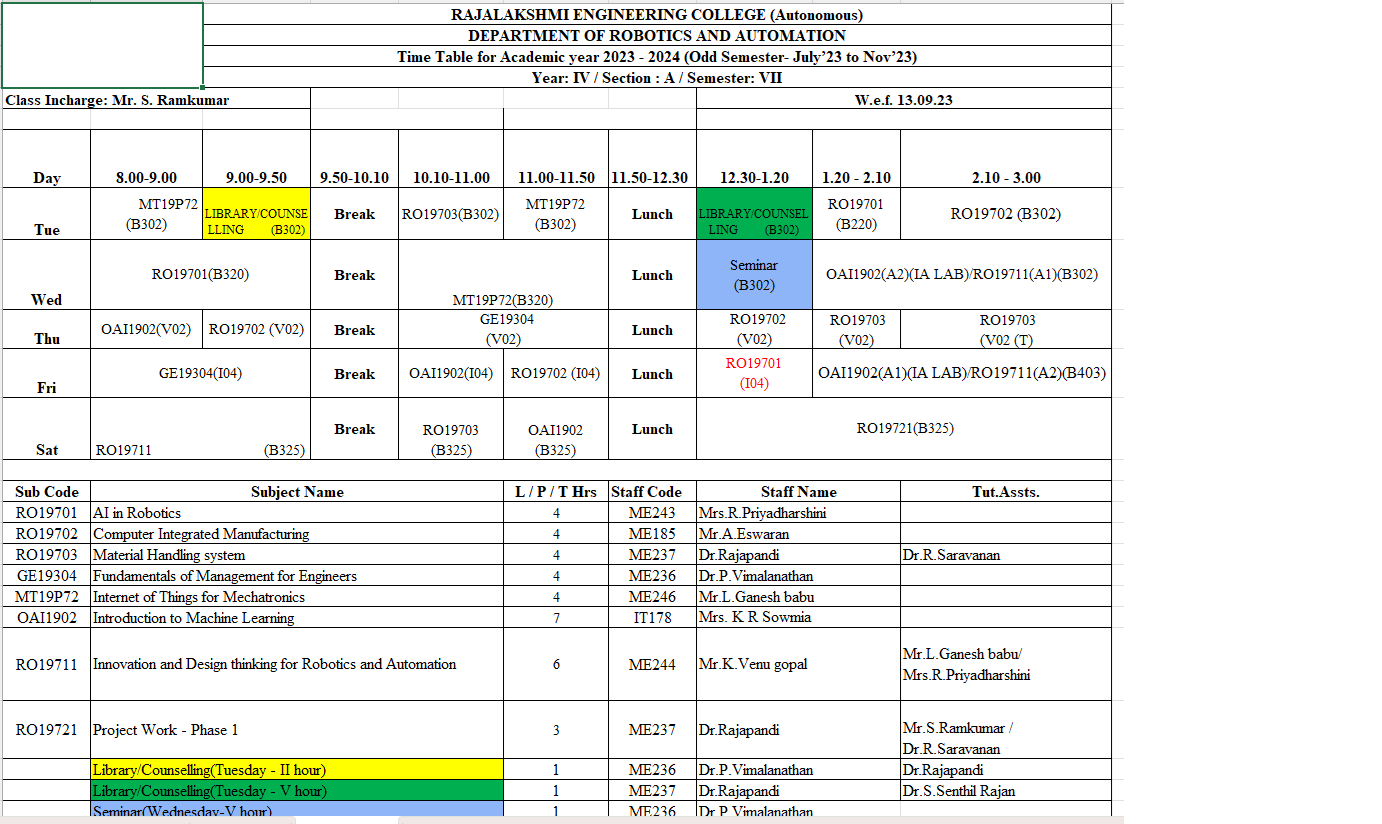 RAJALAKSHMI ENGINEERING COLLEGE (Autonomous)
DEPARTMENT OF ROBOTICS AND AUTOMATION
Time Table for Academic year 2023 - 2024 (Odd Semester- July’23 to Nov’23)
Year: IV / Section : A / Semester: VII
Class Incharge: Mr. S. Ramkumar W.e.f. 13.09.23
Day 8.00-9.00 9.00-9.50 9.50-10.10 10.10-11.00 11.00-11.50 11.50-12.30 12.30-1.20 1.20 - 2.10 2.10 - 3.00
Tue
MT19P72
(B302)
LIBRARY/COUNSE
LLING (B302)
Break
RO19703(B302)
MT19P72
(B302)
Lunch
LIBRARY/COUNSEL
LING (B302)
RO19701
(B220)
RO19702 (B302)
Wed
RO19701(B320)
Break
MT19P72(B320)
Lunch
Seminar
(B302)
OAI1902(A2)(IA LAB)/RO19711(A1)(B302)
Thu
OAI1902(V02)
RO19702 (V02)
Break
GE19304
(V02)
Lunch
RO19702
(V02)
RO19703
(V02)
RO19703
(V02 (T)
Fri
GE19304(I04)
Break
OAI1902(I04)
RO19702 (I04)
Lunch
RO19701
(I04)
OAI1902(A1)(IA LAB)/RO19711(A2)(B403)
Sat
RO19711 (B325)
Break
RO19703
(B325)
OAI1902
(B325)
Lunch
RO19721(B325)
Sub Code Subject Name L / P / T Hrs Staff Code Staff Name Tut.Assts.
RO19701 AI in Robotics 4 ME243 Mrs.R.Priyadharshini
RO19702 Computer Integrated Manufacturing 4 ME185 Mr.A.Eswaran
RO19703 Material Handling system 4 ME237 Dr.Rajapandi Dr.R.Saravanan
GE19304 Fundamentals of Management for Engineers 4 ME236 Dr.P.Vimalanathan
MT19P72 Internet of Things for Mechatronics 4 ME246 Mr.L.Ganesh babu
OAI1902 Introduction to Machine Learning 7 IT178 Mrs. K R Sowmia
RO19711 Innovation and Design thinking for Robotics and Automation 6 ME244 Mr.K.Venu gopal Mr.L.Ganesh babu/
Mrs.R.Priyadharshini
RO19721 Project Work - Phase 1 3 ME237 Dr.Rajapandi Mr.S.Ramkumar /
Dr.R.Saravanan
Library/Counselling(Tuesday - II hour) 1 ME236 Dr.P.Vimalanathan Dr.Rajapandi
Library/Counselling(Tuesday - V hour) 1 ME237 Dr.Rajapandi Dr.S.Senthil Rajan
Seminar(Wednesday-V hour) 1 ME236 Dr.P.Vimalanathan